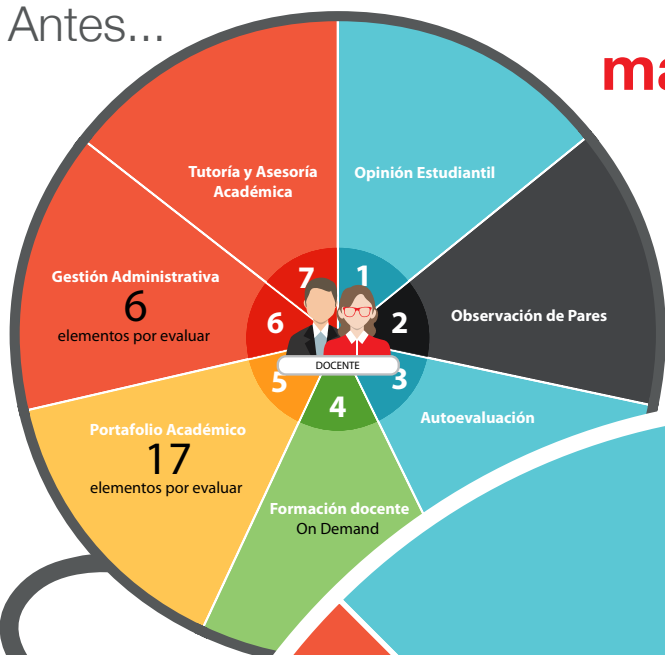 Antes...
ma
Tutoría y Asesoría
Académica
Opinión Estudiantil
Gestión Administrativa
6
elementos por evaluar
7
1
6
2
Observación de Pares
DOCENTE
5
3
4
Autoevaluación
Portafolio Académico
17
elementos por evaluar
Formación docente
On Demand